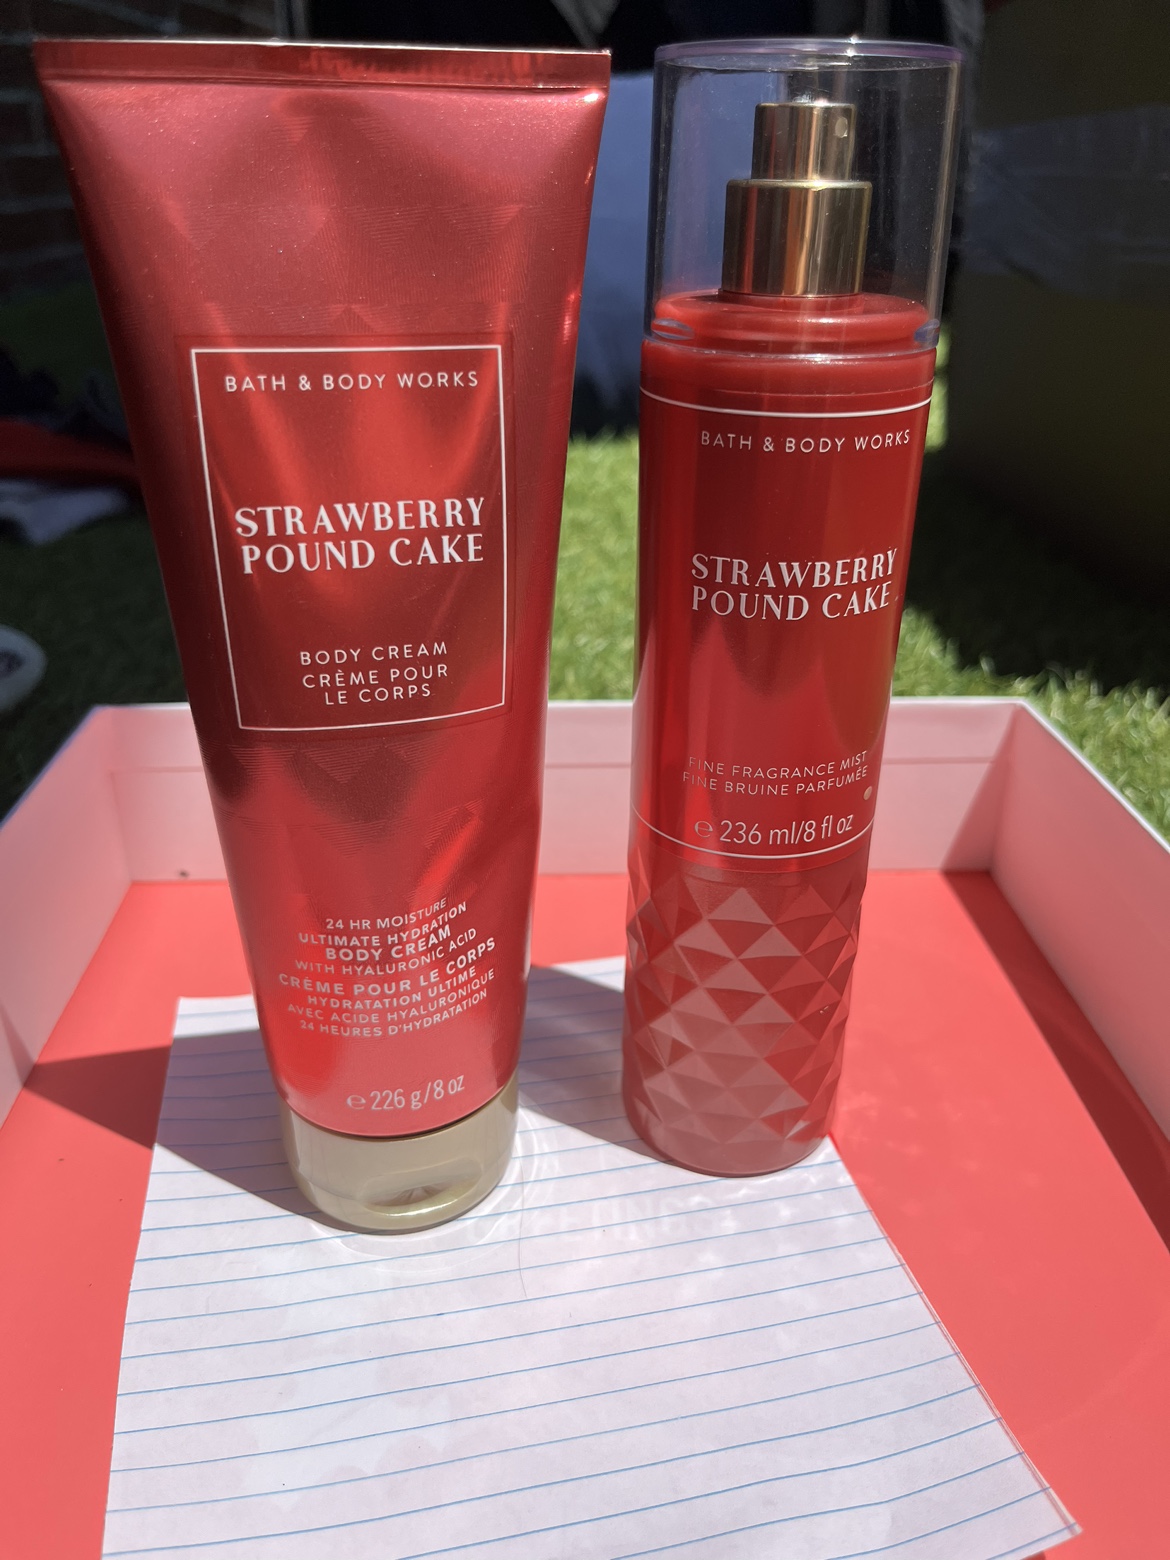 BATH & BODY WORKS
STRAWBERRY
POUND CAKE
BODY CREAM
CRÈME POUR
LE CORPS
24 HR MOISTURE
ULTIMATE HYDRATION
BODY CREAM
WITH HYALURONIC ACID
CRÈME POUR LE CORPS
HYDRATATION ULTIME
AVEC ACIDE HYALURONIQUE
24 HEURES D'HYDRATATION
℮ 226 g/8 oz
BATH & BODY WORKS
STRAWBERRY
POUND CAKE
FINE FRAGRANCE MIST
FINE BRUINE PARFUMÉE
℮ 236 ml/8 fl oz